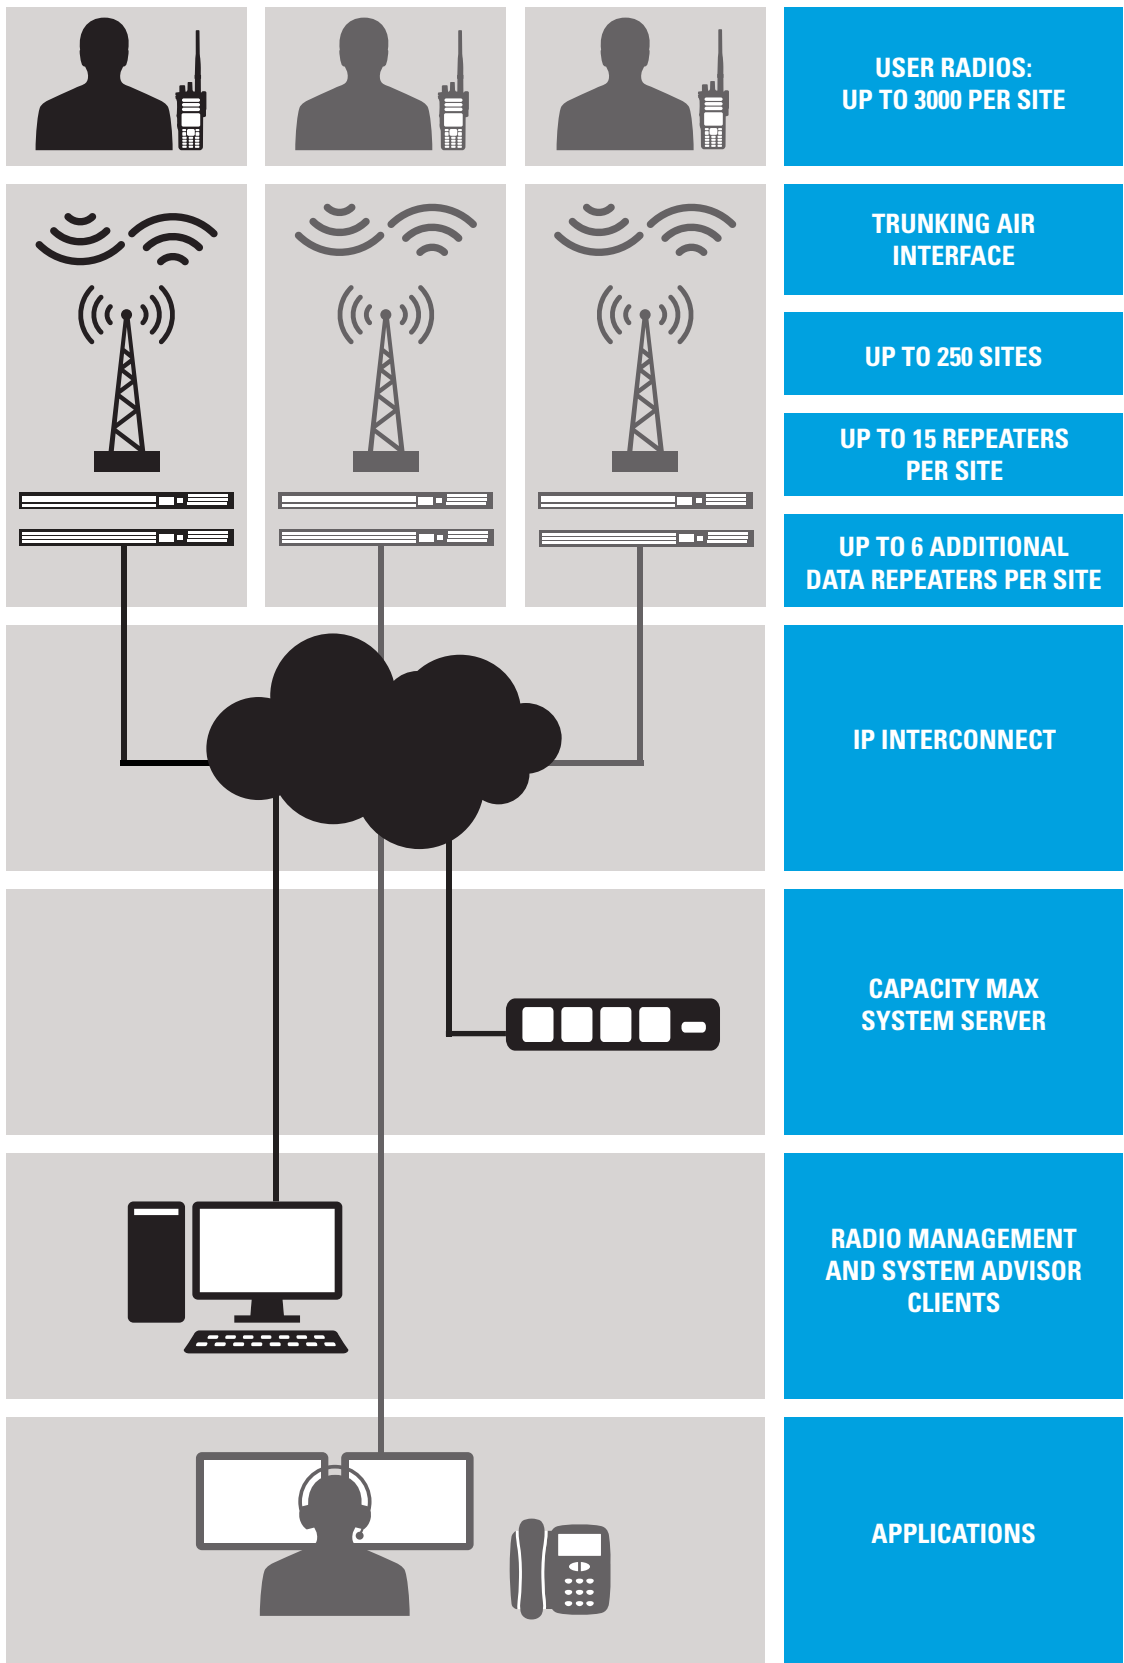 USER RADIOS:
UP TO 3000 PER SITE
TRUNKING AIR
INTERFACE
UP TO 250 SITES
UP TO 15 REPEATERS
PER SITE
UP TO 6 ADDITIONAL
DATA REPEATERS PER SITE
IP INTERCONNECT
CAPACITY MAX
SYSTEM SERVER
RADIO MANAGEMENT
AND SYSTEM ADVISOR
CLIENTS
APPLICATIONS